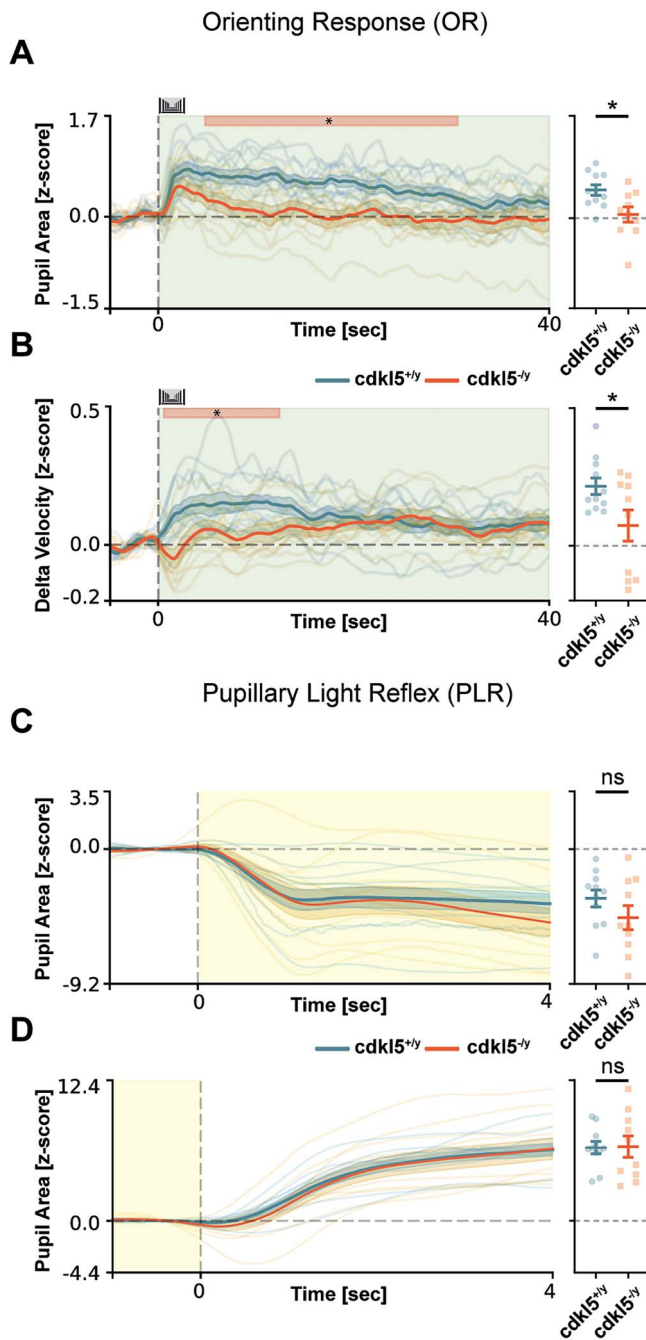 Orienting Response (OR)
A
*
1.7
0.0
-1.5
Pupil Area [z-score]
0
Time [sec]
40
*
cdkl5+/y
cdkl5-/y
B
cdkl5+/y
cdkl5-/y
*
0.5
0.0
-0.2
Delta Velocity [z-score]
0
Time [sec]
40
*
cdkl5+/y
cdkl5-/y
Pupillary Light Reflex (PLR)
C
3.5
0.0
-9.2
Pupil Area [z-score]
0
Time [sec]
4
ns
cdkl5+/y
cdkl5-/y
D
cdkl5+/y
cdkl5-/y
12.4
0.0
-4.4
Pupil Area [z-score]
0
Time [sec]
4
ns
cdkl5+/y
cdkl5-/y